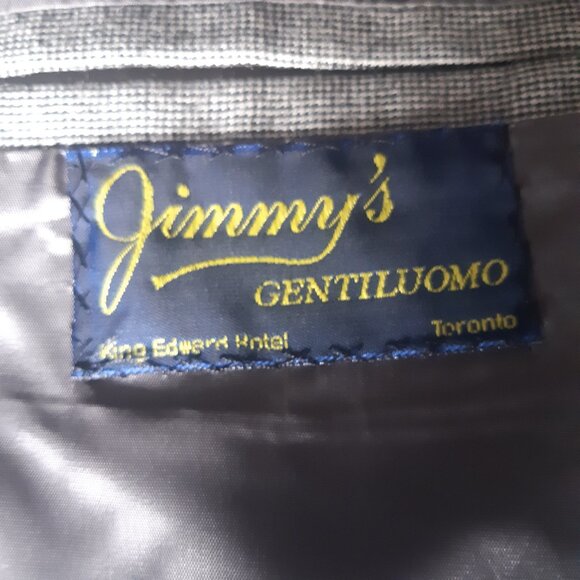 Jimmy's
GENTILUOMO
King Edward Hotel Toronto